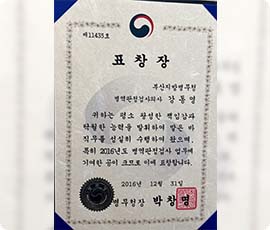 제11435호
표창장
부산지방병무청
병역판정검사의사 강동열
위하는 평소 왕성한 책임감과
탁월한 능력을 발휘하여 맡은 바
직무를 성실히 수행하여 왔으며,
특히 2016년도 병역판정검사 업무에
기여한 공이 크므로 이에 표창합니다.
2016년 12월 31일
병무청장 박창명